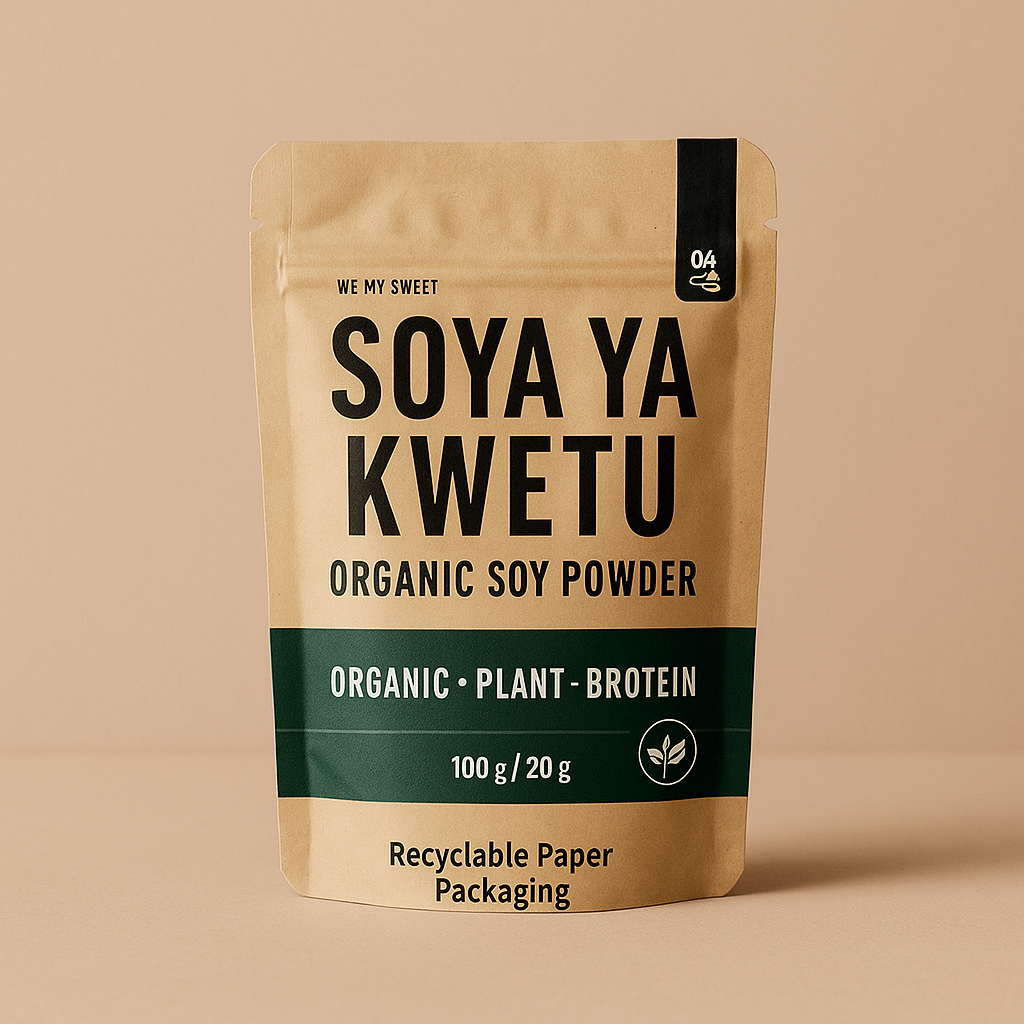 04
WE MY SWEET
SOYA YA
KWETU
ORGANIC SOY POWDER
ORGANIC • PLANT - BROTEIN
100 g / 20 g
Recyclable Paper
Packaging